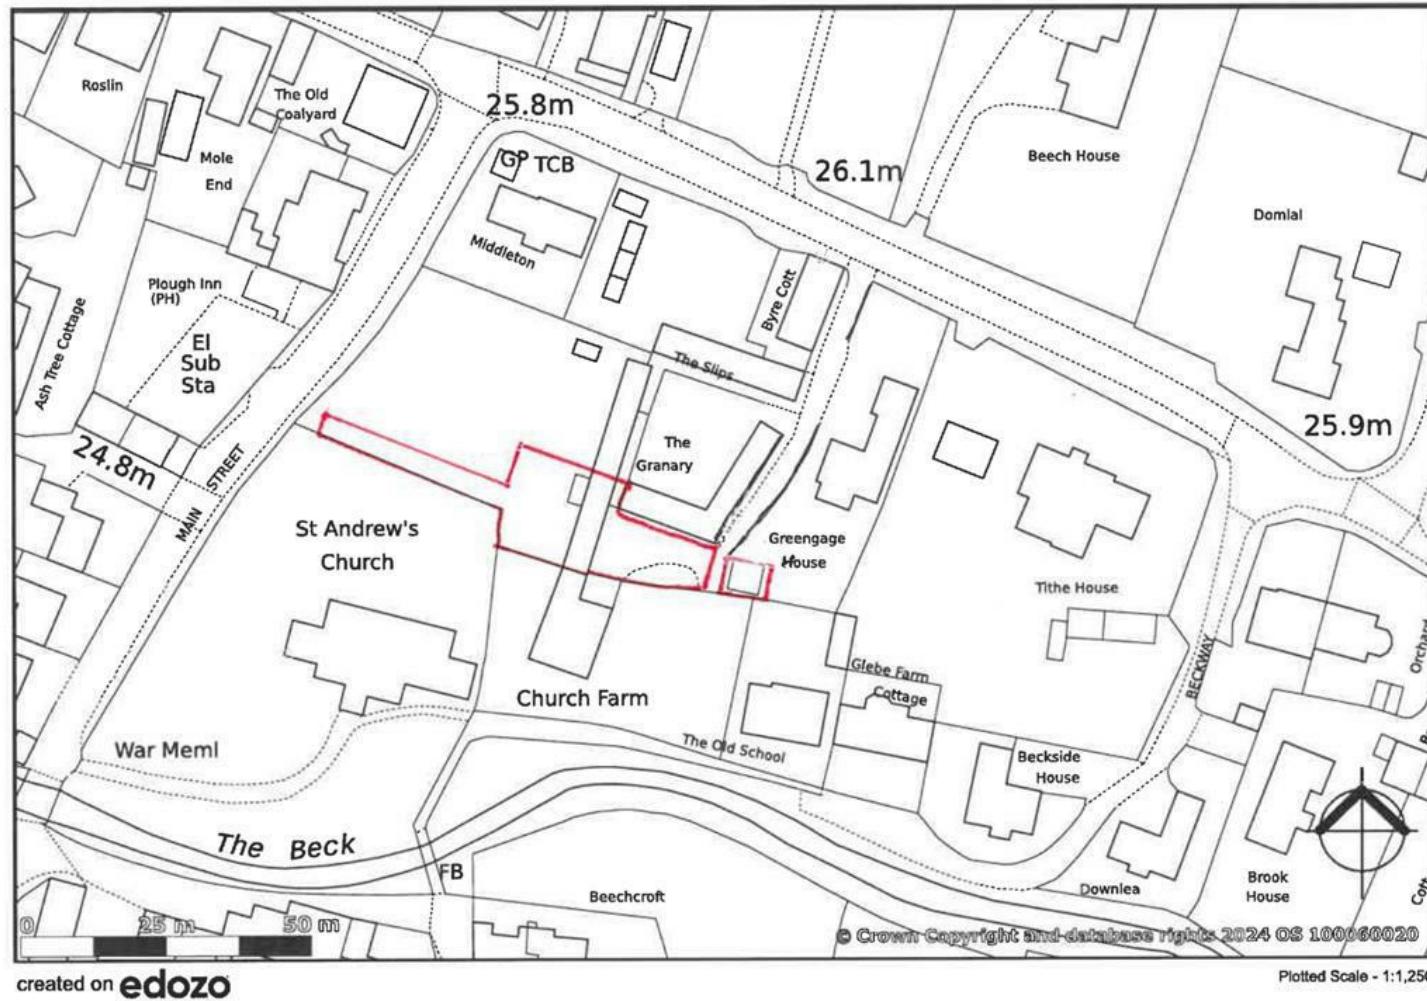 Roslin
The Old
Coalyard
25.8m
GP TCB
Mole
End
26.1m
Beech House
Domlal
Middleton
Plough Inn
(PH)
Byre Cott
Ash Tree Cottage
El
Sub
Sta
The Slips
25.9m
24.8m
The
Granary
MAIN
STREET
St Andrew's
Church
Greengage
House
Tithe House
Glebe Farm
Cottage
BECKWAY
Orchard
Church Farm
War Meml
The Old School
Beckside
House
The Beck
FB
Beechcroft
Downlea
Brook
House
0 25 m 50 m
© Crown Copyright and database rights 2024 OS 100060020
created on edozo
Plotted Scale - 1:1,250